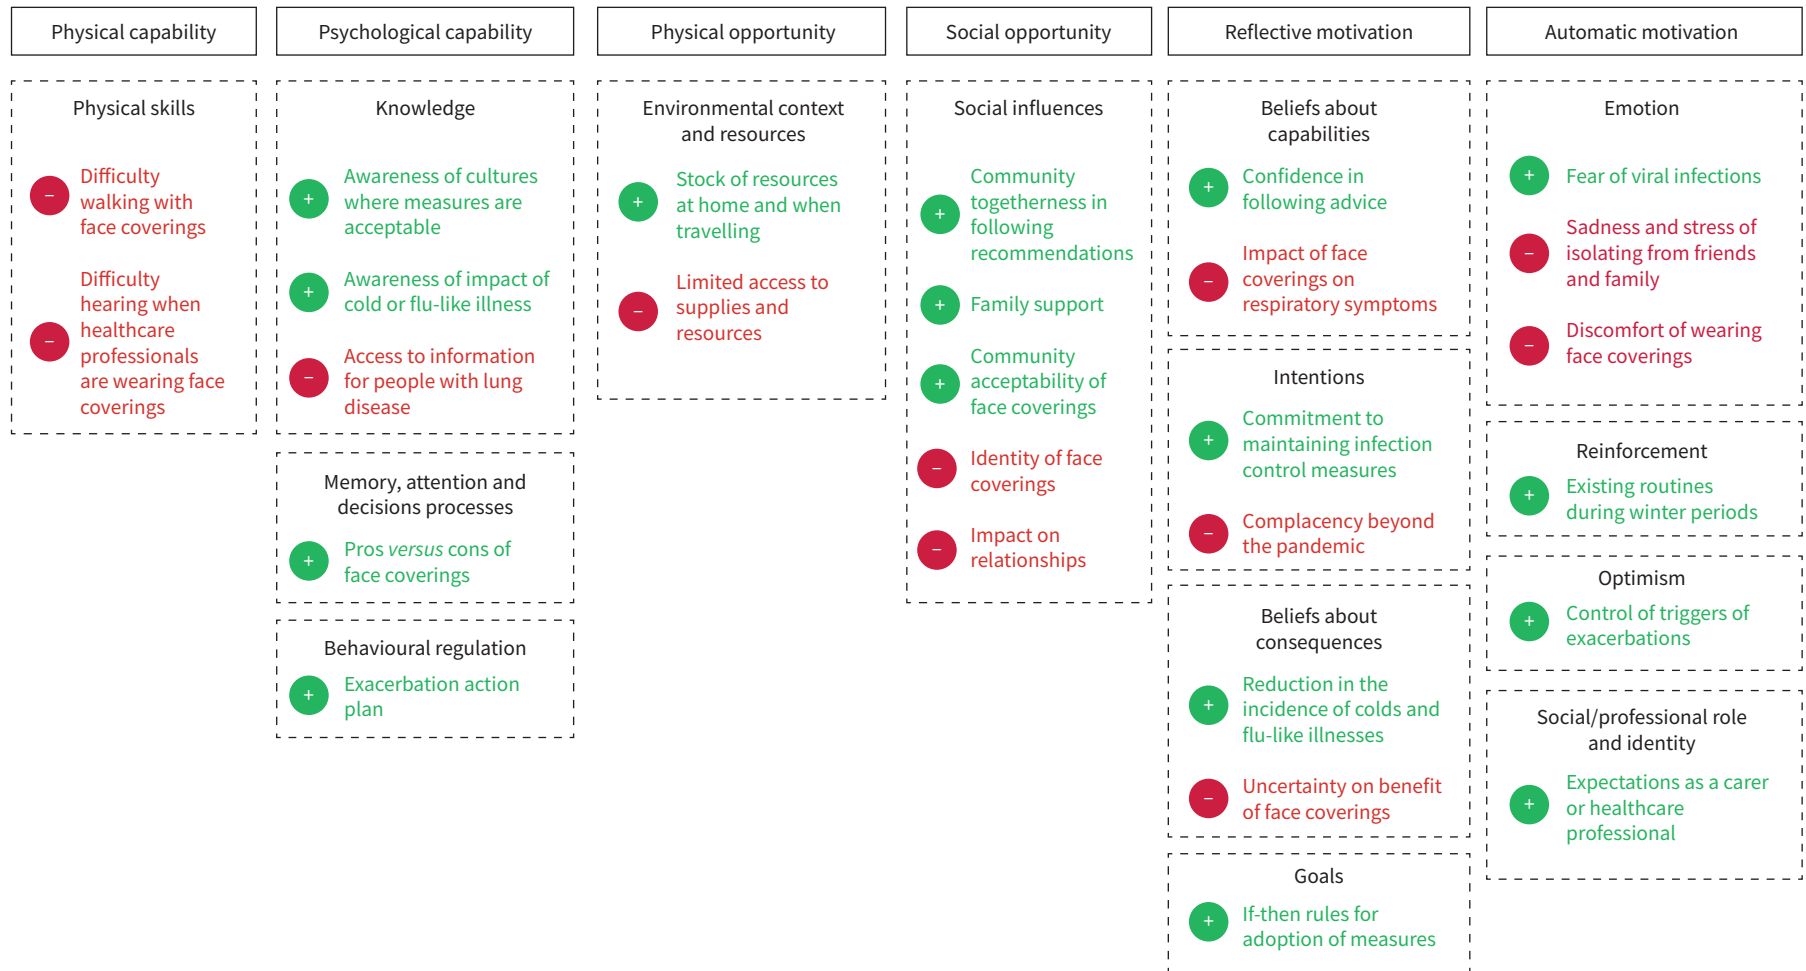 Physical capability
Psychological capability
Physical opportunity
Social opportunity
Reflective motivation
Automatic motivation
Physical skills
−
Difficulty
walking with
face coverings
−
Difficulty
hearing when
healthcare
professionals
are wearing face
coverings
Knowledge
+
Awareness of cultures
where measures are
acceptable
+
Awareness of impact of
cold or flu-like illness
−
Access to information
for people with lung
disease
Memory, attention and
decisions processes
+
Pros versus cons of
face coverings
Behavioural regulation
+
Exacerbation action
plan
Environmental context
and resources
+
Stock of resources
at home and when
travelling
−
Limited access to
supplies and
resources
Social influences
+
Community
togetherness in
following
recommendations
+
Family support
+
Community
acceptability of
face coverings
−
Identity of face
coverings
−
Impact on
relationships
Beliefs about
capabilities
+
Confidence in
following advice
−
Impact of face
coverings on
respiratory symptoms
Intentions
+
Commitment to
maintaining infection
control measures
−
Complacency beyond
the pandemic
Beliefs about
consequences
+
Reduction in the
incidence of colds and
flu-like illnesses
−
Uncertainty on benefit
of face coverings
Goals
+
If-then rules for
adoption of measures
Emotion
+
Fear of viral infections
−
Sadness and stress of
isolating from friends
and family
−
Discomfort of wearing
face coverings
Reinforcement
+
Existing routines
during winter periods
Optimism
+
Control of triggers of
exacerbations
Social/professional role
and identity
+
Expectations as a carer
or healthcare
professional